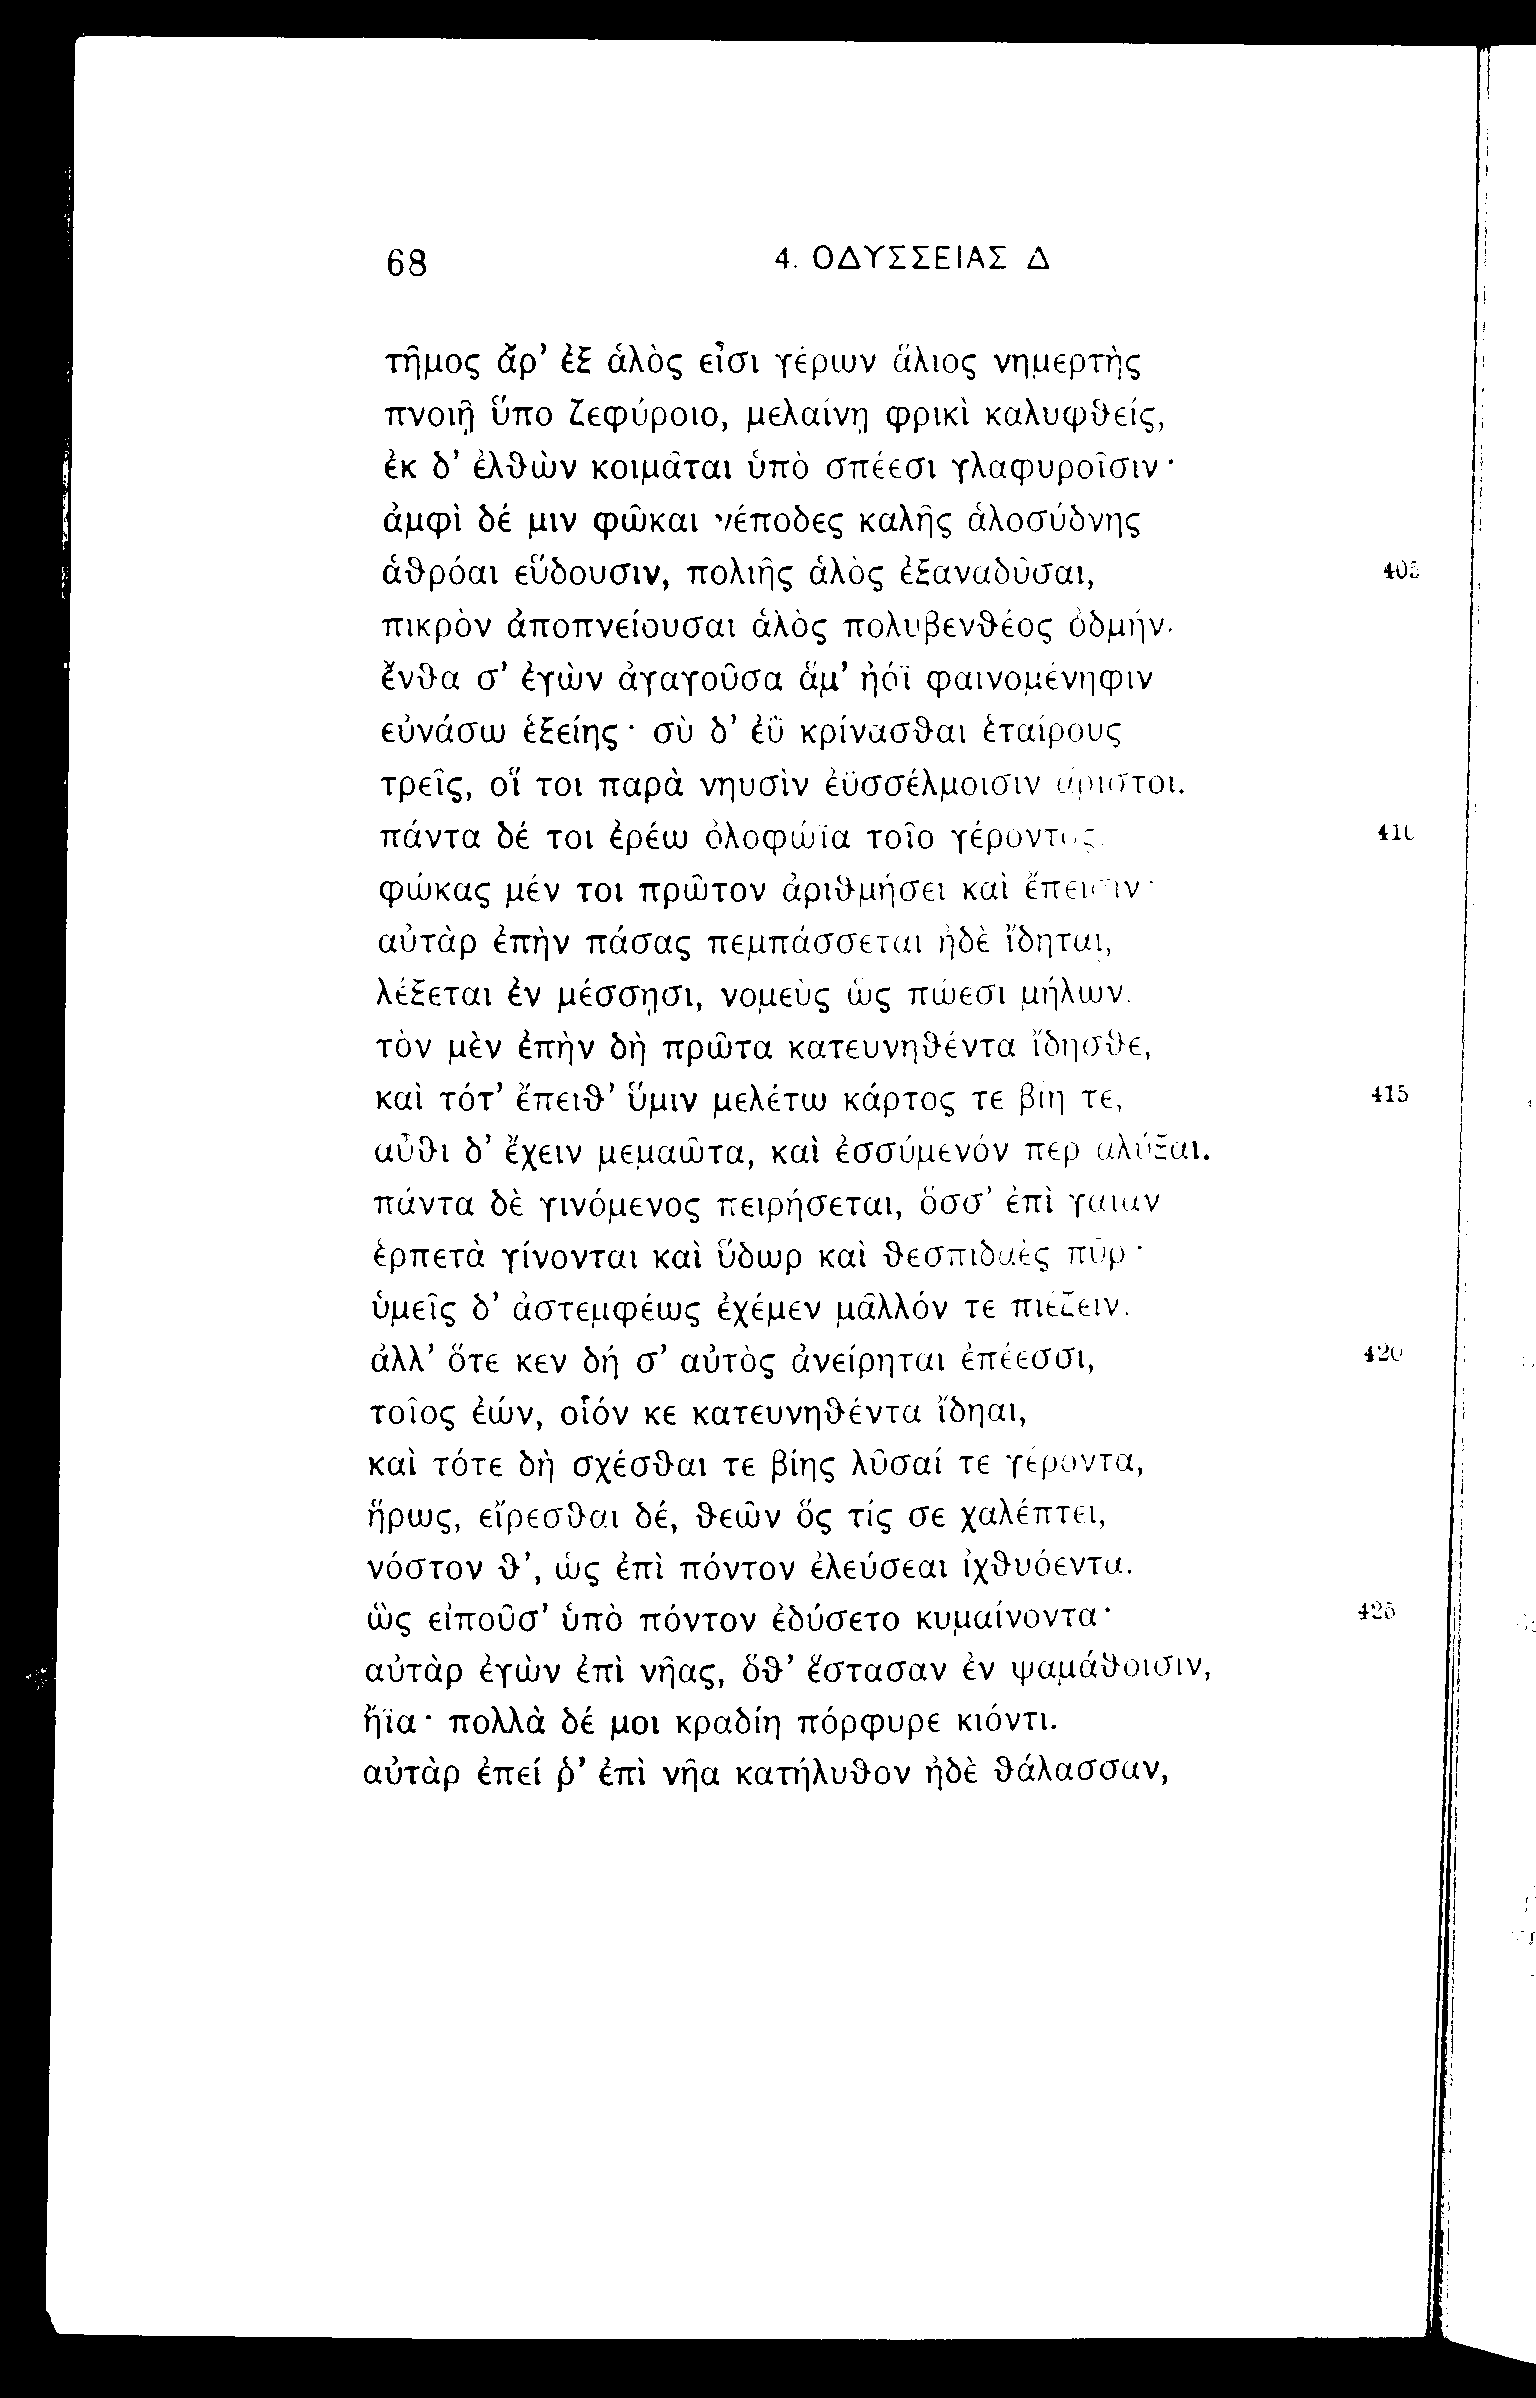 68 4. ΟΔΥΣΣΕΙΑΣ Δ
τῆμος ἄρ’ ἐξ ἁλὸς εἶσι γέρων ἅλιος νημερτὴς
πνοιῇ ὕπο ζεφύροιο, μελαίνῃ φρικὶ καλυφθείς,
ἐκ δ’ ἐλθὼν κοιμᾶται ὑπὸ σπέεσι γλαφυροῖσιν·
ἀμφὶ δέ μιν φῶκαι νέποδες καλῆς ἁλοσύδνης
ἁθρόαι εὕδουσιν, πολιῆς ἁλὸς ἐξαναδῦσαι, 405
πικρὸν ἀποπνείουσαι ἁλὸς πολυβενθέος ὀδμήν.
ἔνθα σ’ ἐγὼν ἀγαγοῦσα ἅμ’ ἠόϊ φαινομένηφιν
εὐνάσω ἑξείης· σὺ δ’ ἐῢ κρίνασθαι ἑταίρους
τρεῖς, οἵ τοι παρὰ νηυσὶν ἐϋσσέλμοισιν ἄριστοι.
πάντα δέ τοι ἐρέω ὀλοφώϊα τοῖο γέροντος. 410
φώκας μέν τοι πρῶτον ἀριθμήσει καὶ ἔπεισιν·
αὐτὰρ ἐπὴν πάσας πεμπάσσεται ἠδὲ ἴδηται,
λέξεται ἐν μέσσῃσι, νομεὺς ὣς πώεσι μήλων.
τὸν μὲν ἐπὴν δὴ πρῶτα κατευνηθέντα ἴδησθε,
καὶ τότ’ ἔπειθ’ ὕμιν μελέτω κάρτος τε βίη τε, 415
αὖθι δ’ ἔχειν μεμαῶτα, καὶ ἐσσύμενόν περ ἀλύξαι.
πάντα δὲ γινόμενος πειρήσεται, ὅσσ’ ἐπὶ γαῖαν
ἑρπετὰ γίνονται καὶ ὕδωρ καὶ θεσπιδαὲς πῦρ·
ὑμεῖς δ’ ἀστεμφέως ἐχέμεν μᾶλλόν τε πιέζειν.
ἀλλ’ ὅτε κεν δή σ’ αὐτὸς ἀνείρηται ἐπέεσσι, 420
τοῖος ἐών, οἷόν κε κατευνηθέντα ἴδηαι,
καὶ τότε δὴ σχέσθαι τε βίης λῦσαί τε γέροντα,
ἥρως, εἴρεσθαι δέ, θεῶν ὅς τίς σε χαλέπτει,
νόστον θ’, ὡς ἐπὶ πόντον ἐλεύσεαι ἰχθυόεντα.
ὣς εἰποῦσ’ ὑπὸ πόντον ἐδύσετο κυμαίνοντα· 425
αὐτὰρ ἐγὼν ἐπὶ νῆας, ὅθ’ ἕστασαν ἐν ψαμάθοισιν,
ἤϊα· πολλὰ δέ μοι κραδίη πόρφυρε κιόντι.
αὐτὰρ ἐπεί ῥ’ ἐπὶ νῆα κατήλυθον ἠδὲ θάλασσαν,